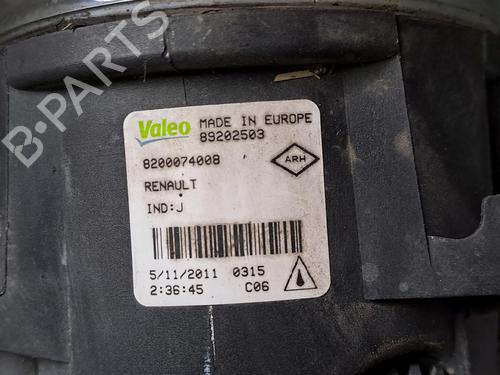 Valeo MADE IN EUROPE
89202503
8200074008
ARH
RENAULT
IND:J
5/11/2011 0315
2:36:45 C06
B-PARTS